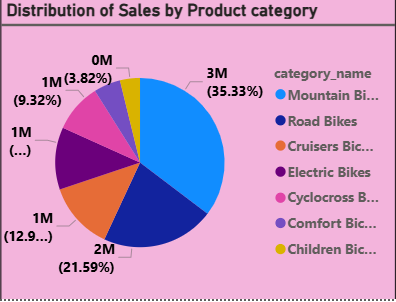 Distribution of Sales by Product category
0M
(3.82%)
1M
(9.32%)
1M
(...)
1M
(12.9...)
2M
(21.59%)
3M
(35.33%)
category_name
Mountain Bi...
Road Bikes
Cruisers Bic...
Electric Bikes
Cyclocross B...
Comfort Bic...
Children Bic...